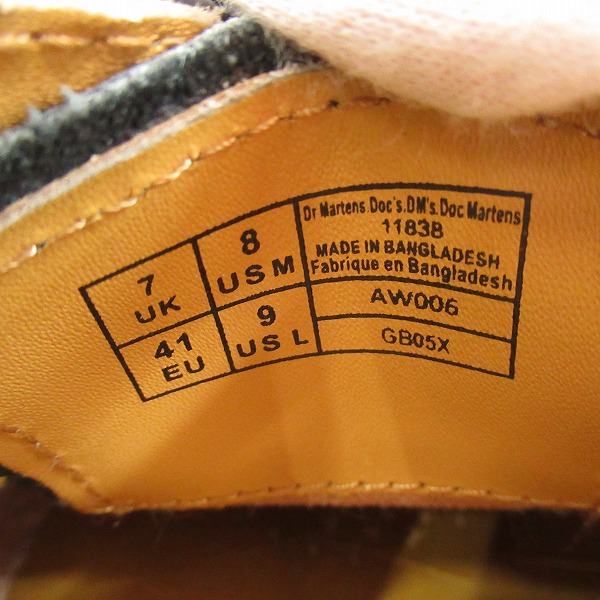 7
UK
8
US M
41
EU
9
US L
Dr Martens.Doc's.DM's.Doc Martens
1183B
MADE IN BANGLADESH
Fabrique en Bangladesh
AW006
GB05X